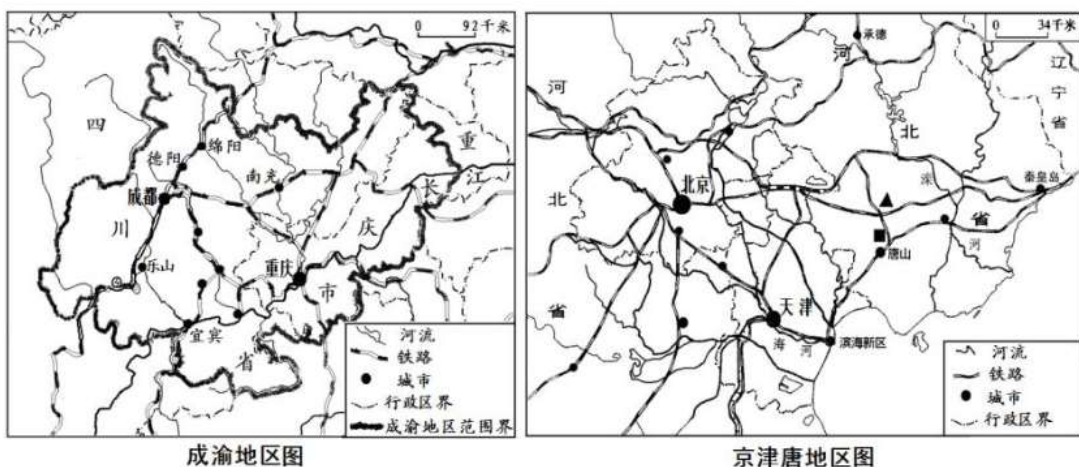 0 92千米
四
重
绵阳
德阳
南充
成都
长 江
川
庆
乐山
重庆
市
宜宾
省
河流
铁路
城市
行政区界
成渝地区范围界
成渝地区图
0 34千米
承德
河
辽
宁
省
河
北
滦
秦皇岛
北京
北
省
河
唐山
省
天津
海 河
滨海新区
河流
铁路
城市
行政区界
京津唐地区图